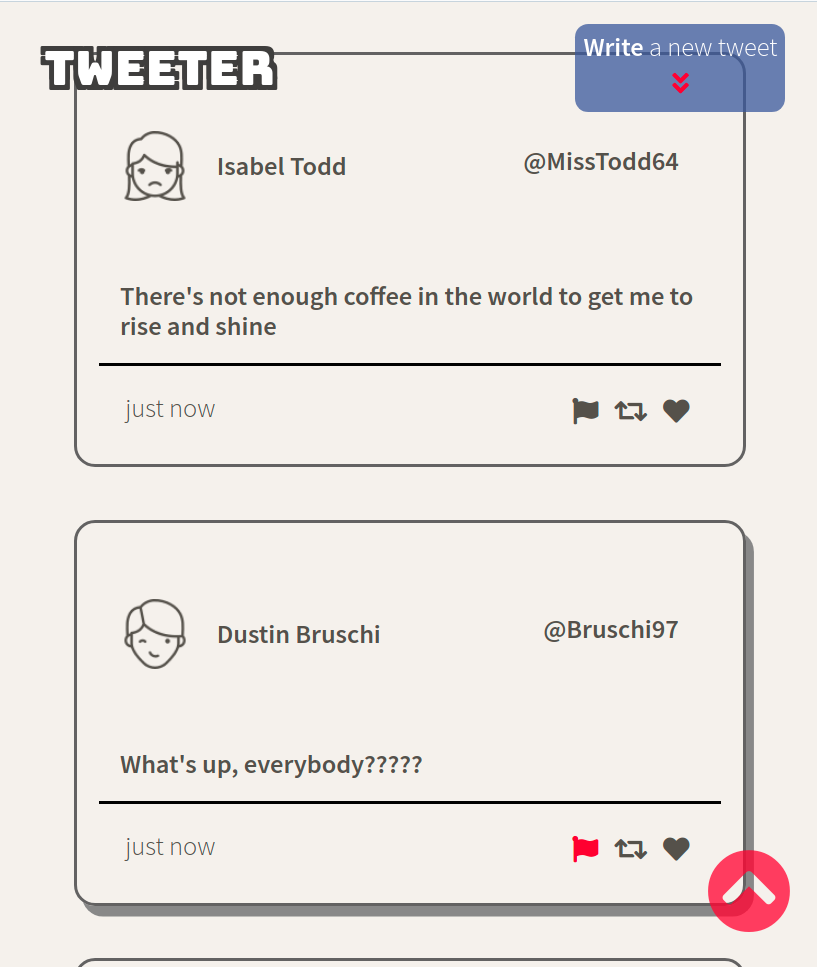 TWEETER
Write a new tweet
Isabel Todd
@MissTodd64
There's not enough coffee in the world to get me to
rise and shine
just now
Dustin Bruschi
@Bruschi97
What's up, everybody?????
just now